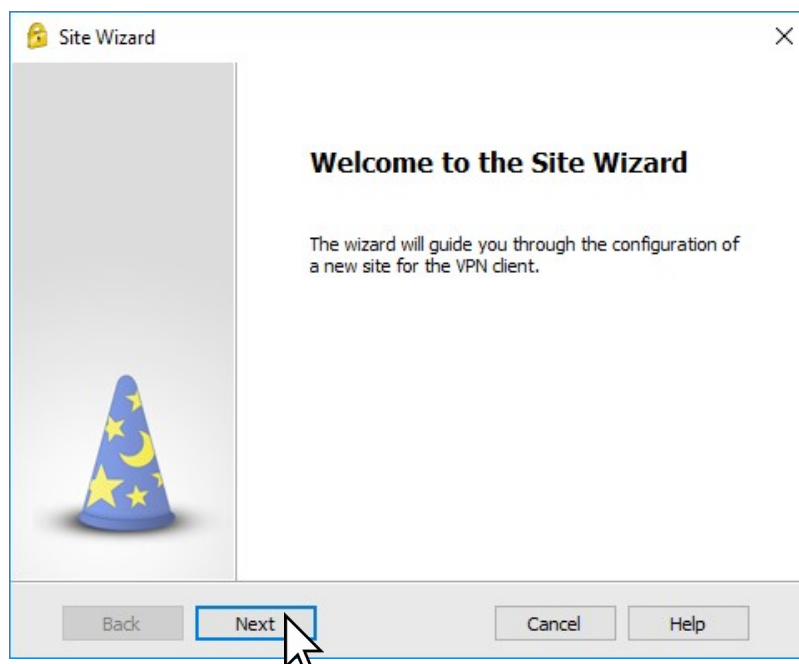 Site Wizard
Welcome to the Site Wizard
The wizard will guide you through the configuration of
a new site for the VPN client.
Back
Next
Cancel
Help